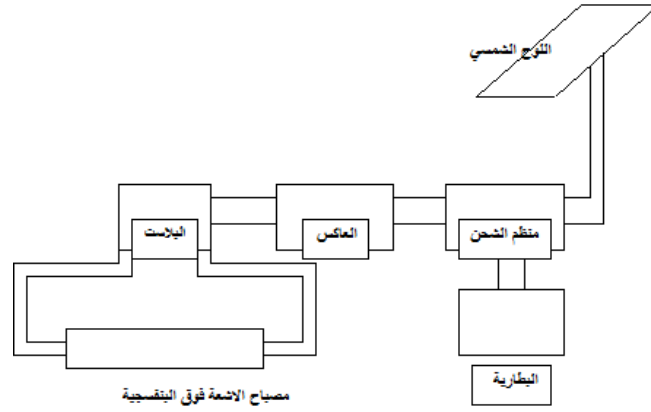 اللوح الشمسي
منظم الشحن
العاكس
البلاست
البطارية
مصباح الاشعة فوق البنفسجية